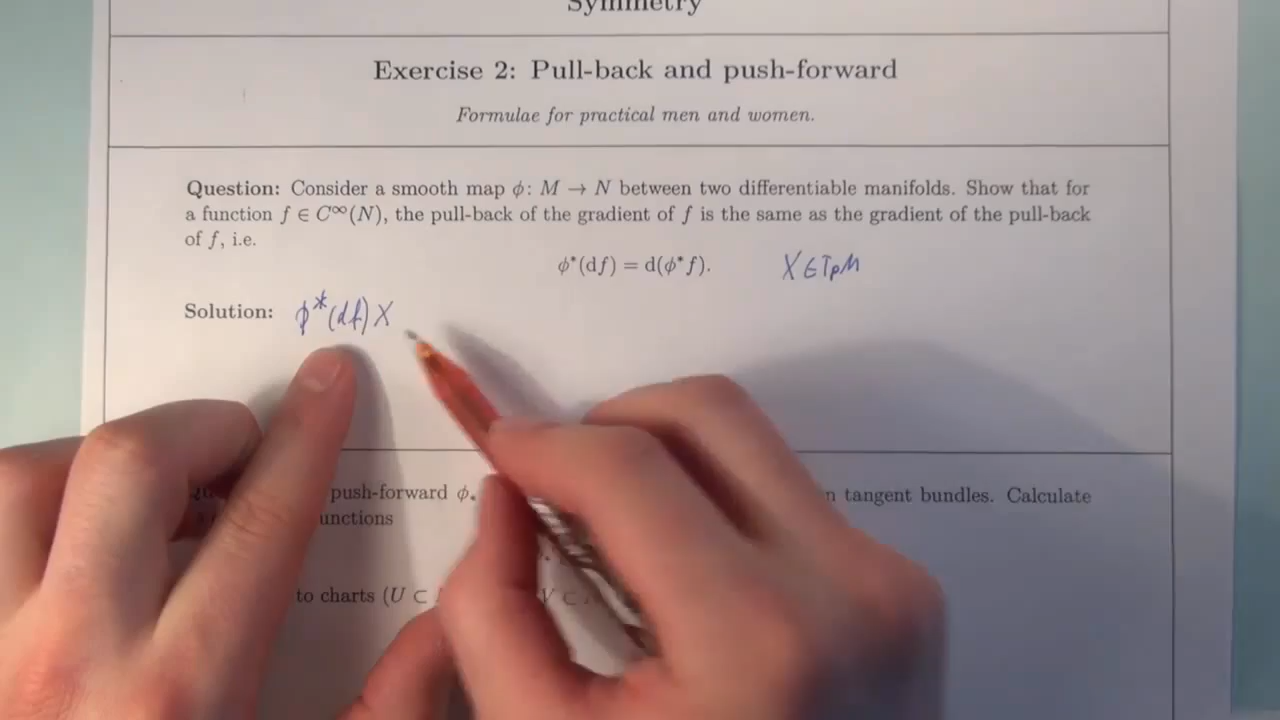 Symmetry
Exercise 2: Pull-back and push-forward
Formulae for practical men and women.
Question: Consider a smooth map ϕ: M → N between two differentiable manifolds. Show that for
a function f ∈ C∞(N), the pull-back of the gradient of f is the same as the gradient of the pull-back
of f, i.e.
ϕ*(df) = d(ϕ*f). X ∈ TpM
Solution: ϕ*(df)X
push-forward ϕ* n tangent bundles. Calculate
unctions
to charts (U ⊂ V ⊂